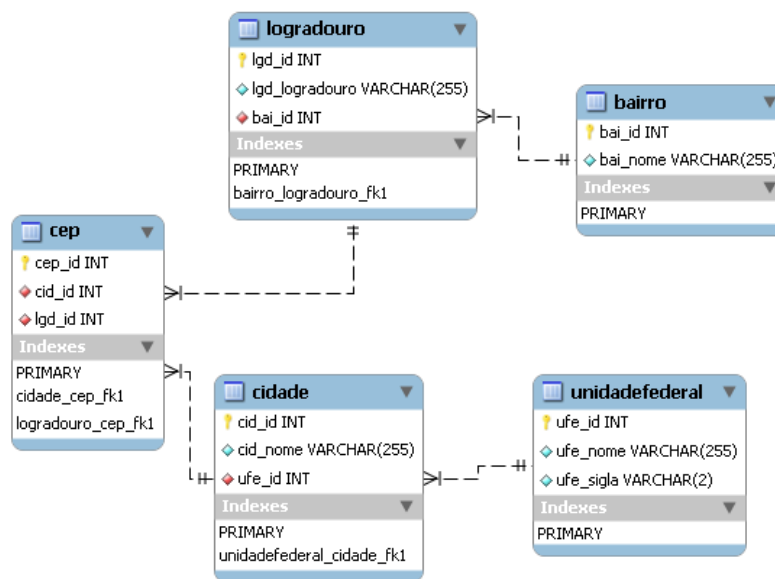 logradouro
lgd_id INT
lgd_logradouro VARCHAR(255)
bai_id INT
Indexes
PRIMARY
bairro_logradouro_fk1
bairro
bai_id INT
bai_nome VARCHAR(255)
Indexes
PRIMARY
cep
cep_id INT
cid_id INT
lgd_id INT
Indexes
PRIMARY
cidade_cep_fk1
logradouro_cep_fk1
cidade
cid_id INT
cid_nome VARCHAR(255)
ufe_id INT
Indexes
PRIMARY
unidadefederal_cidade_fk1
unidadefederal
ufe_id INT
ufe_nome VARCHAR(255)
ufe_sigla VARCHAR(2)
Indexes
PRIMARY